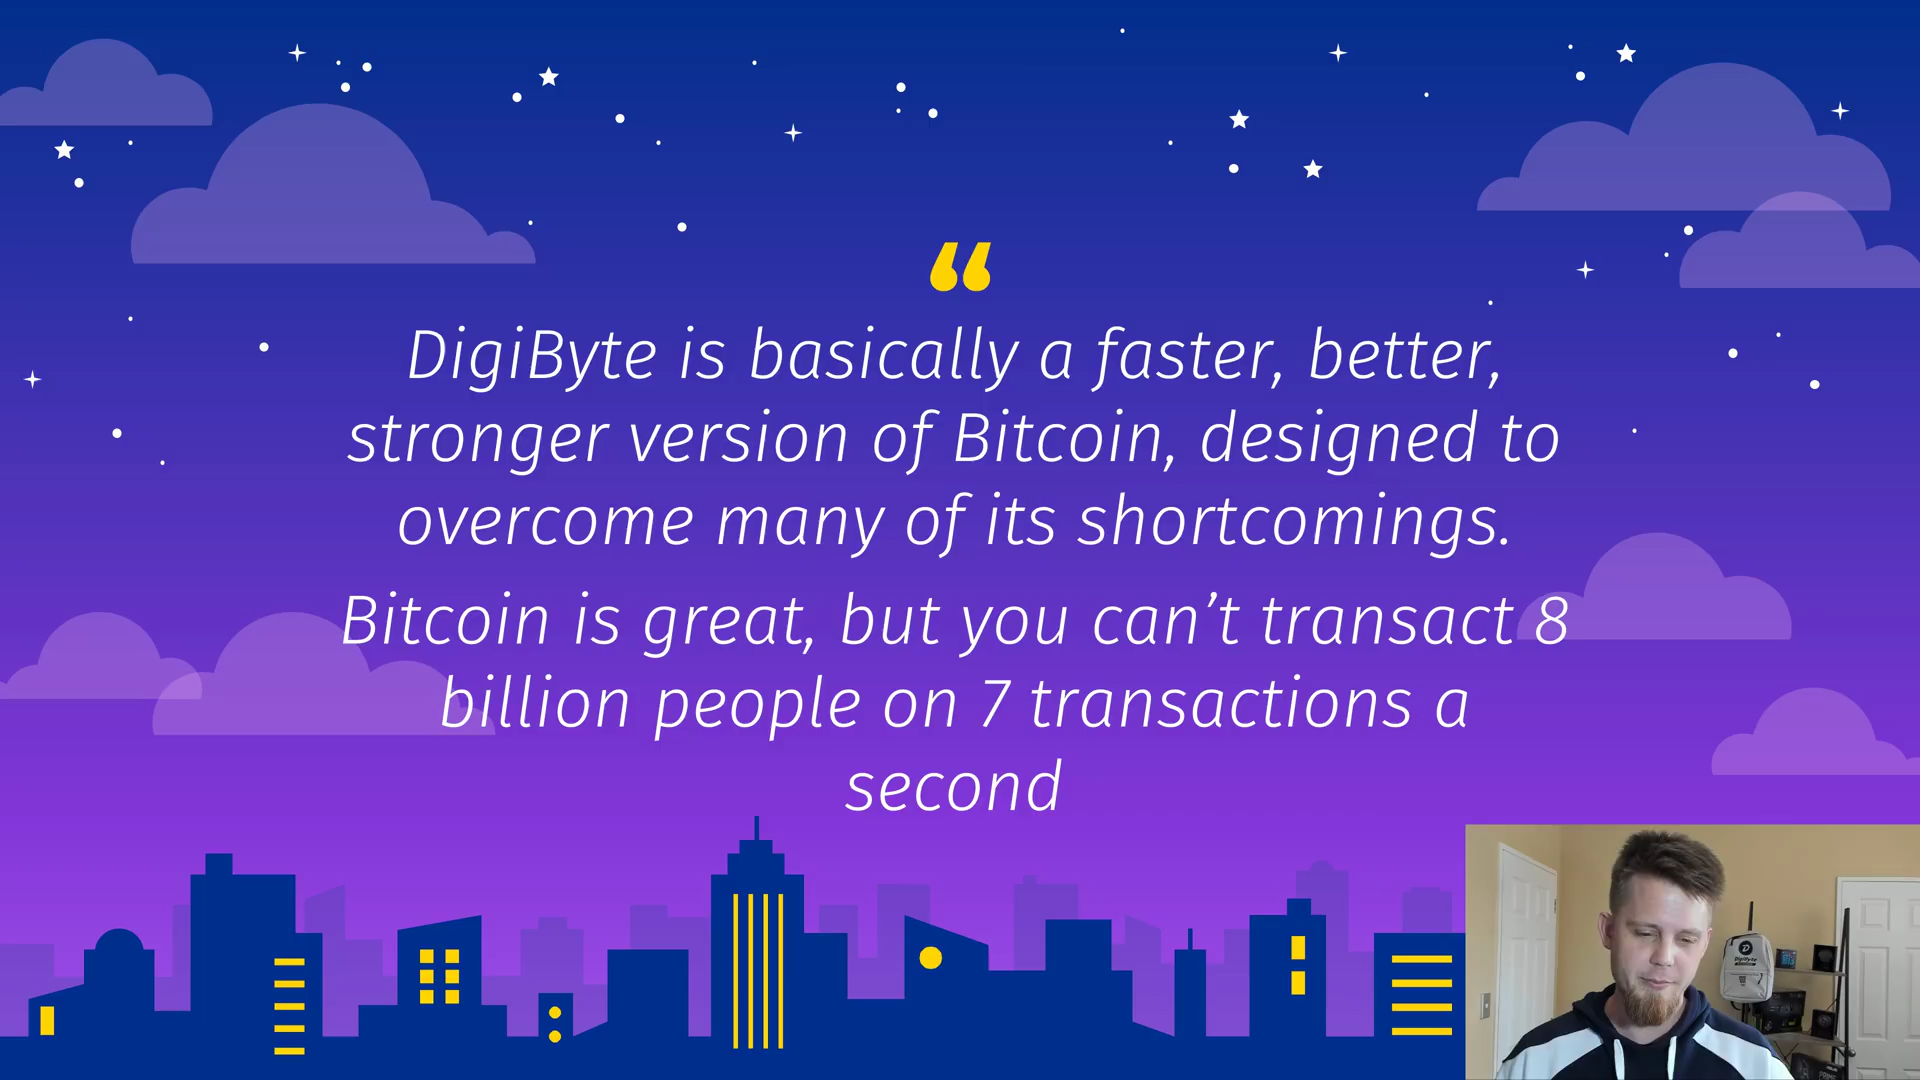 “
DigiByte is basically a faster, better,
stronger version of Bitcoin, designed to
overcome many of its shortcomings.
Bitcoin is great, but you can’t transact 8
billion people on 7 transactions a
second
DigiByte